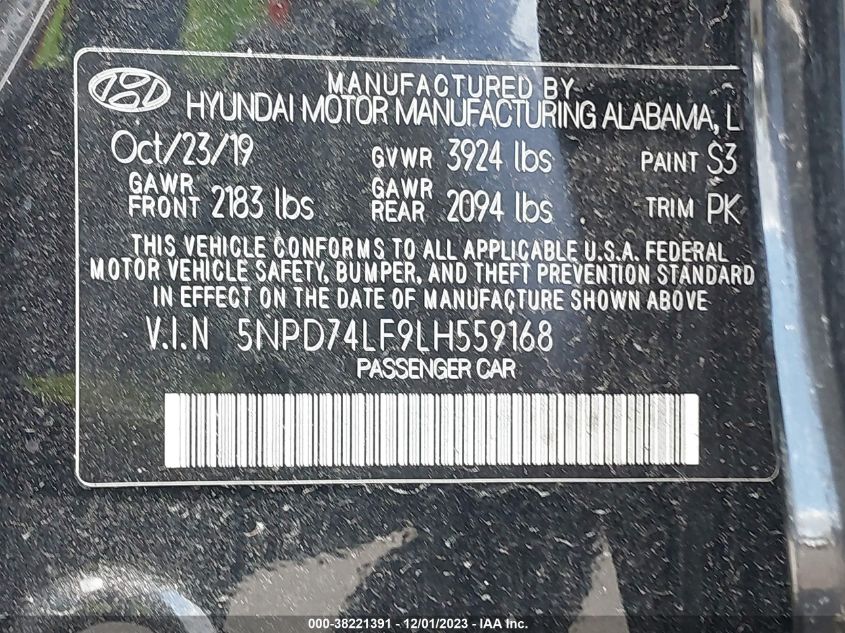 MANUFACTURED BY
HYUNDAI MOTOR MANUFACTURING ALABAMA, L
Oct/23/19 GVWR 3924 lbs PAINT S3
GAWR FRONT 2183 lbs GAWR REAR 2094 lbs TRIM PK
THIS VEHICLE CONFORMS TO ALL APPLICABLE U.S.A. FEDERAL
MOTOR VEHICLE SAFETY, BUMPER, AND THEFT PREVENTION STANDARD
IN EFFECT ON THE DATE OF MANUFACTURE SHOWN ABOVE
V.I.N 5NPD74LF9LH559168
PASSENGER CAR
000-38221391 - 12/01/2023 - IAA Inc.